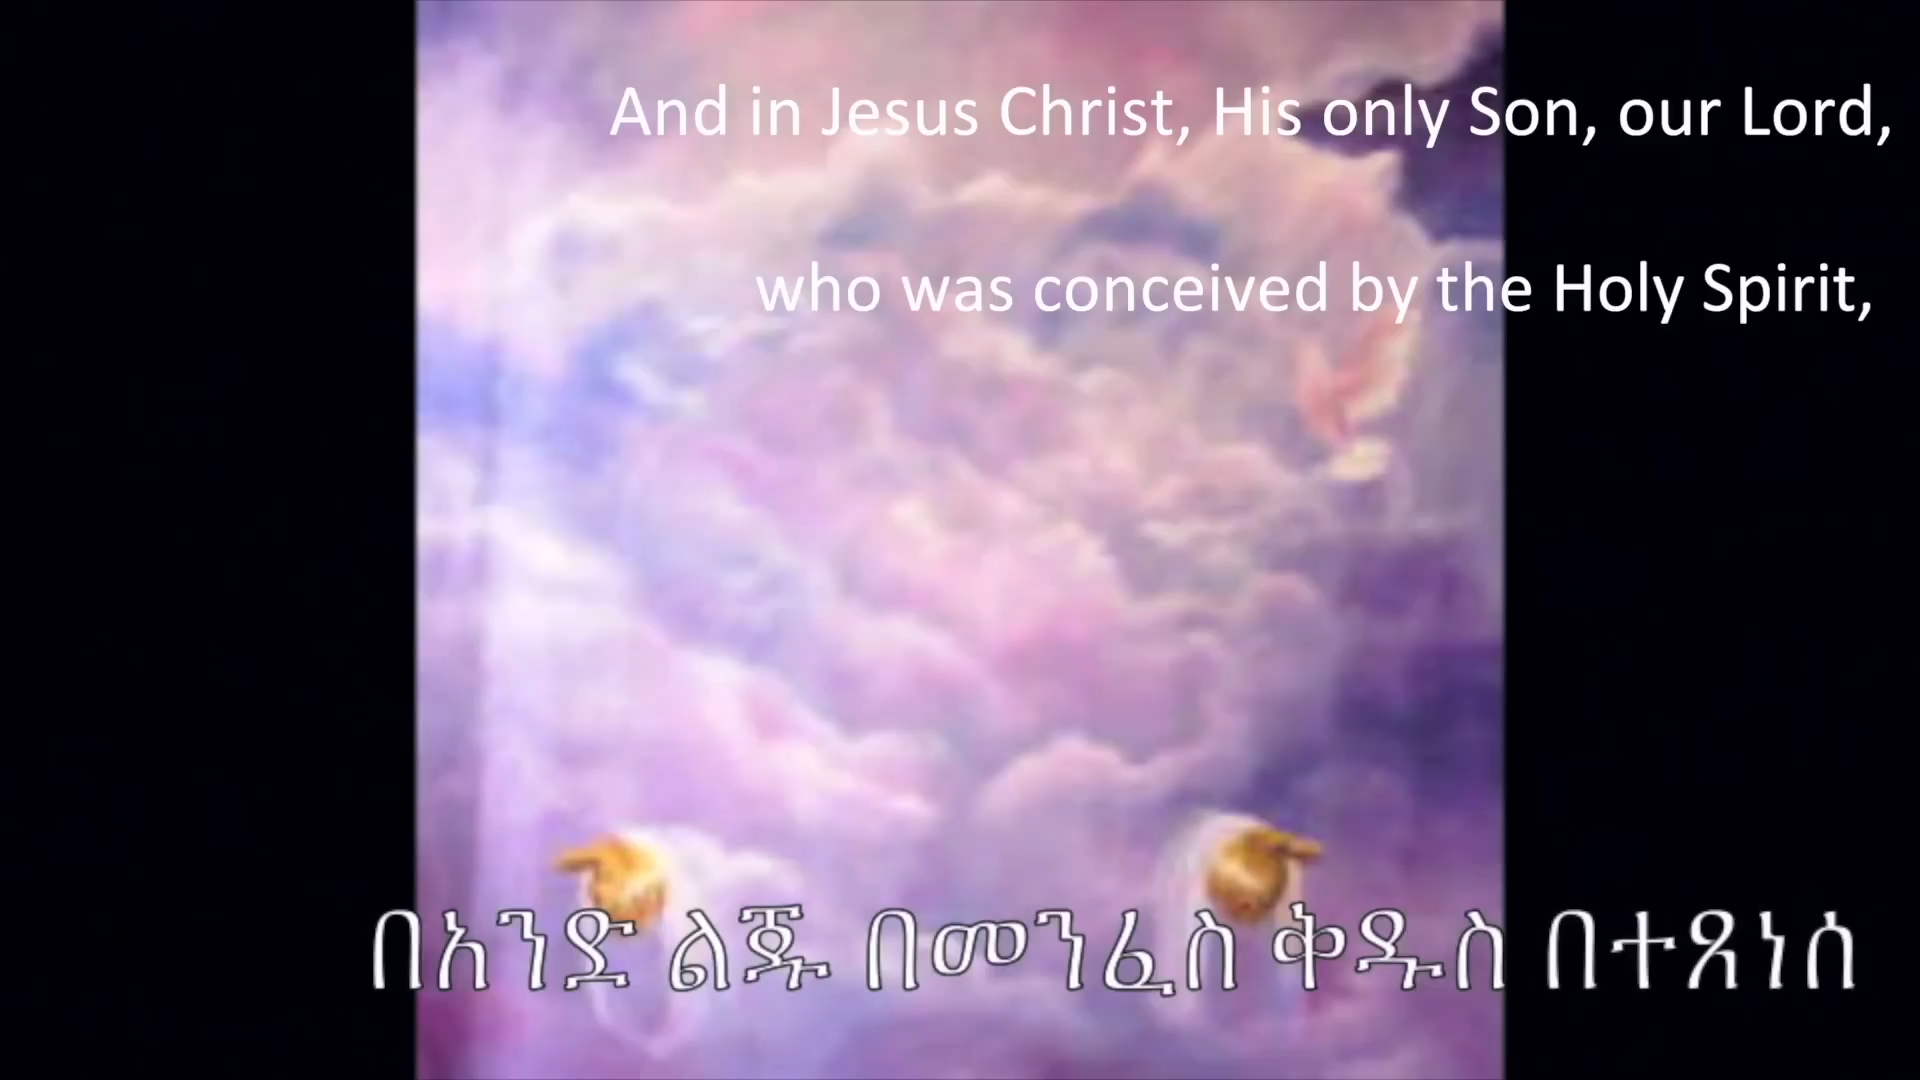 And in Jesus Christ, His only Son, our Lord,
who was conceived by the Holy Spirit,
በአንድ ልጁ በመንፈስ ቅዱስ በተጸነሰ